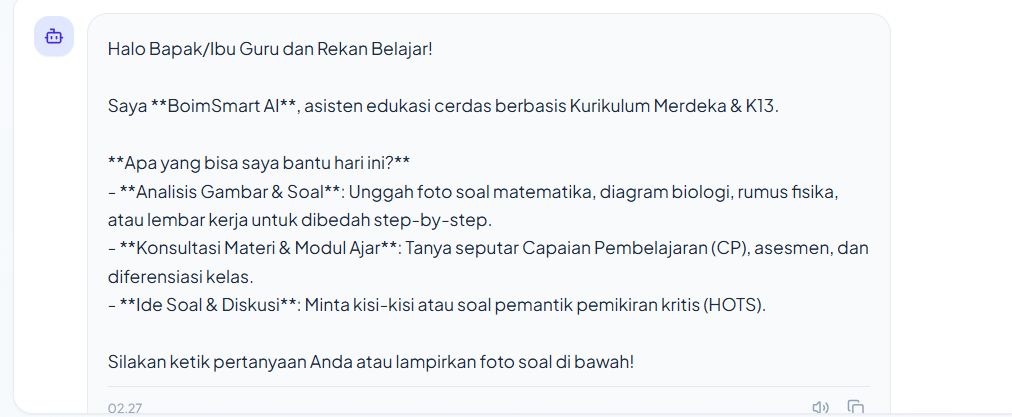 Halo Bapak/Ibu Guru dan Rekan Belajar!
Saya **BoimSmart AI**, asisten edukasi cerdas berbasis Kurikulum Merdeka & K13.
**Apa yang bisa saya bantu hari ini?**
- **Analisis Gambar & Soal**: Unggah foto soal matematika, diagram biologi, rumus fisika,
atau lembar kerja untuk dibedah step-by-step.
- **Konsultasi Materi & Modul Ajar**: Tanya seputar Capaian Pembelajaran (CP), asesmen, dan
diferensiasi kelas.
- **Ide Soal & Diskusi**: Minta kisi-kisi atau soal pemantik pemikiran kritis (HOTS).
Silakan ketik pertanyaan Anda atau lampirkan foto soal di bawah!
02.27